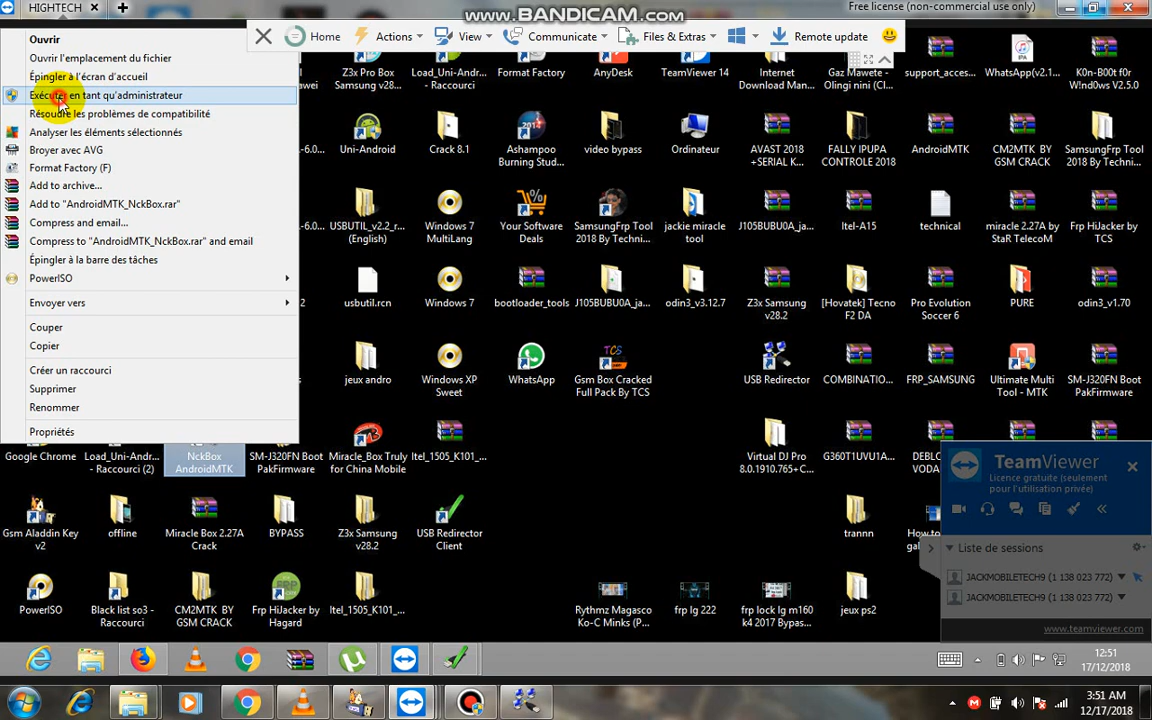 HIGHTECH
www.BANDICAM.com
Free license (non-commercial use only)
Home
Actions
View
Communicate
Files & Extras
Remote update
Ouvrir
Ouvrir l'emplacement du fichier
Épingler à l'écran d'accueil
Exécuter en tant qu'administrateur
Résoudre les problèmes de compatibilité
Analyser les éléments sélectionnés
Broyer avec AVG
Format Factory (F)
Add to archive...
Add to "AndroidMTK_NckBox.rar"
Compress and email...
Compress to "AndroidMTK_NckBox.rar" and email
Épingler à la barre des tâches
PowerISO
Envoyer vers
Couper
Copier
Créer un raccourci
Supprimer
Renommer
Propriétés
Z3x Pro Box
Samsung v28...
Load_Uni-Andr...
- Raccourci
Format Factory
AnyDesk
TeamViewer 14
Internet
Download Man...
Gaz Mawete -
Olingi nini (Cl...
support_acces...
WhatsApp(v2.1...
K0n-B00t f0r
W!nd0ws V2.5.0
-6.0...
Uni-Android
Crack 8.1
Ashampoo
Burning Stud...
video bypass
Ordinateur
AVAST 2018
+SERIAL K...
FALLY IPUPA
CONTROLE 2018
AndroidMTK
CM2MTK BY
GSM CRACK
SamsungFrp Tool
2018 By Techni...
-6.0...
USBUTIL_v2.2_r...
(English)
Windows 7
MultiLang
Your Software
Deals
SamsungFrp Tool
2018 By Techni...
jackie miracle
tool
J105BUBU0A_ja...
Itel-A15
technical
miracle 2.27A by
StaR TelecoM
Frp HiJacker by
TCS
usbutil.rcn
Windows 7
bootloader_tools
J105BUBU0A_ja...
odin3_v3.12.7
Z3x Samsung
v28.2
[Hovatek] Tecno
F2 DA
Pro Evolution
Soccer 6
PURE
odin3_v1.70
jeux andro
Windows XP
Sweet
WhatsApp
Gsm Box Cracked
Full Pack By TCS
USB Redirector
COMBINATIO...
FRP_SAMSUNG
Ultimate Multi
Tool - MTK
SM-J320FN Boot
PakFirmware
Google Chrome
Load_Uni-Andr...
- Raccourci (2)
NckBox
AndroidMTK
SM-J320FN Boot
PakFirmware
Miracle_Box Truly
for China Mobile
Itel_1505_K101_...
Virtual DJ Pro
8.0.1910.765+C...
G360T1UVU1A...
DEBLO
VODA
Gsm Aladdin Key
v2
offline
Miracle Box 2.27A
Crack
BYPASS
Z3x Samsung
v28.2
USB Redirector
Client
trannn
How to
gal
PowerISO
Black list so3 -
Raccourci
CM2MTK BY
GSM CRACK
Frp HiJacker by
Hagard
Itel_1505_K101_...
Rythmz Magasco
Ko-C Minks (P...
frp lg 222
frp lock lg m160
k4 2017 Bypas...
jeux ps2
TeamViewer
Licence gratuite (seulement
pour l'utilisation privée)
Liste de sessions
JACKMOBILETECH9 (1 138 023 772)
JACKMOBILETECH9 (1 138 023 772)
www.teamviewer.com
12:51
17/12/2018
3:51 AM
12/17/2018